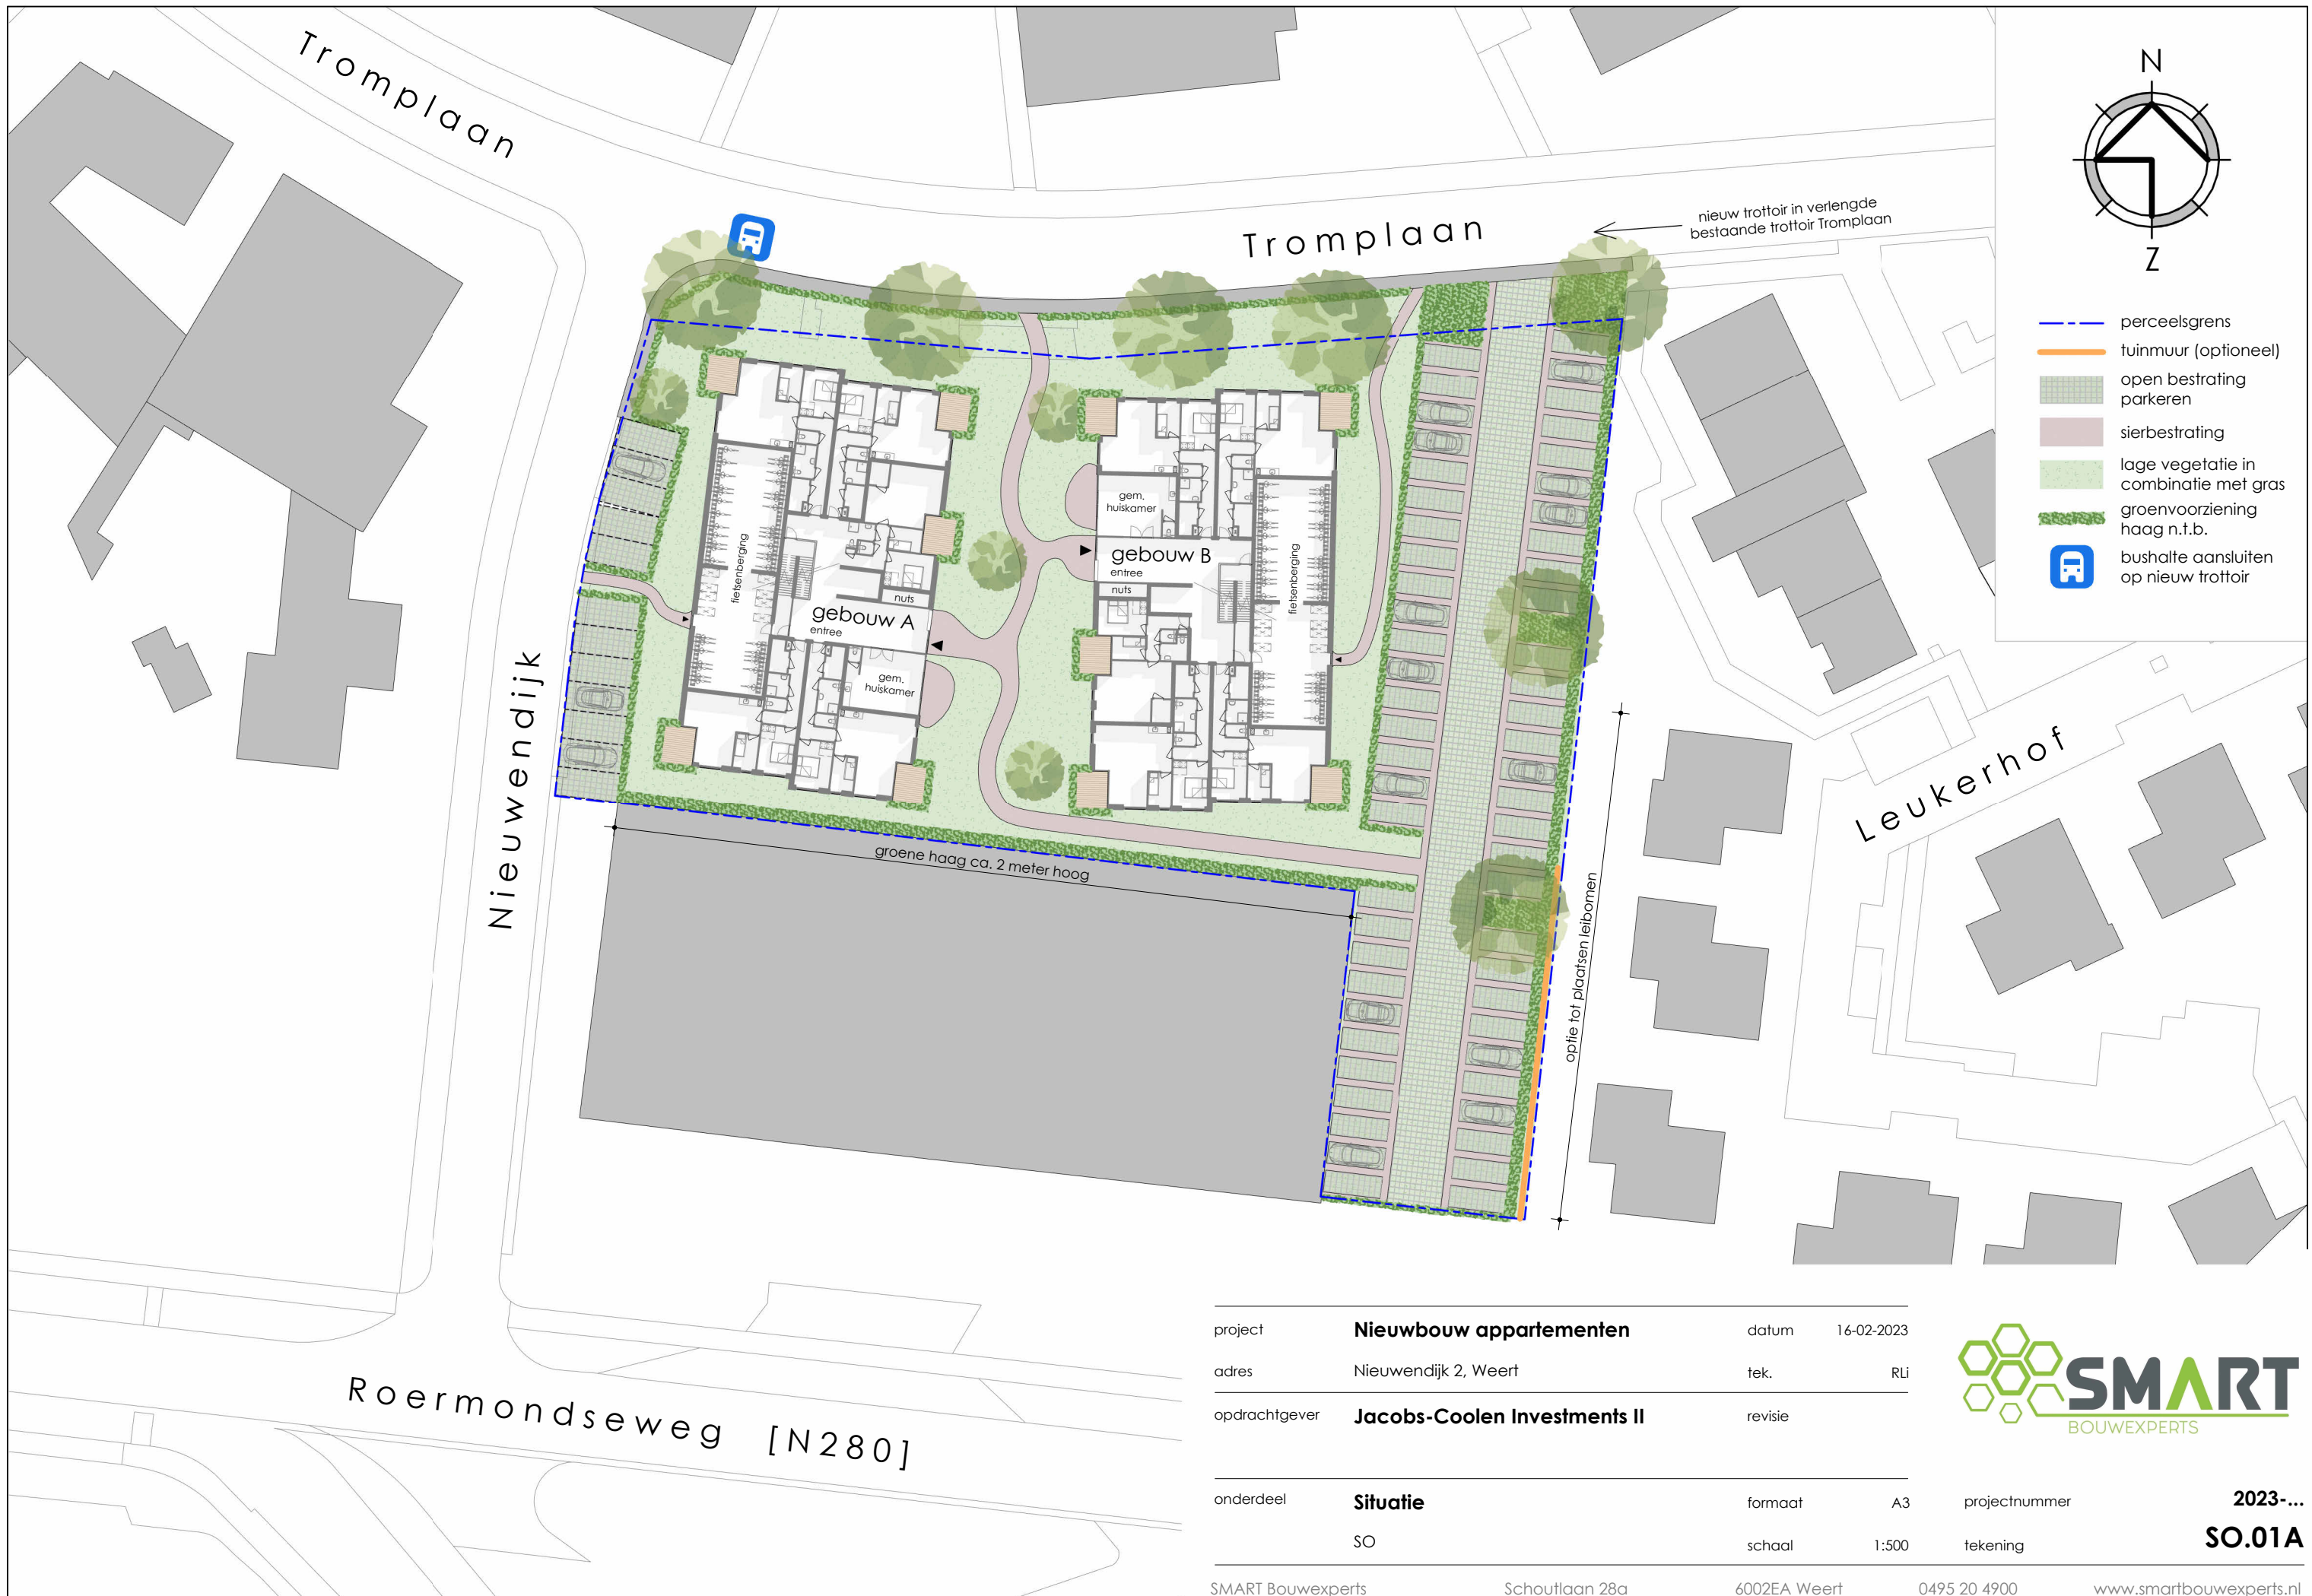 Tromplaan
Tromplaan
nieuw trottoir in verlengde
bestaande trottoir Tromplaan
N
Z
perceelsgrens
tuinmuur (optioneel)
open bestrating
parkeren
sierbestrating
lage vegetatie in
combinatie met gras
groenvoorziening
haag n.t.b.
bushalte aansluiten
op nieuw trottoir
gem.
huiskamer
gebouw B
entree
nuts
fietsenberging
fietsenberging
nuts
gebouw A
entree
gem.
huiskamer
Nieuwendijk
Leukerhof
groene haag ca. 2 meter hoog
optie tot plaatsen leibomen
Roermondseweg [N280]
project Nieuwbouw appartementen datum 16-02-2023
adres Nieuwendijk 2, Weert tek. RLi
opdrachtgever Jacobs-Coolen Investments II revisie
SMART
BOUWEXPERTS
onderdeel Situatie formaat A3 projectnummer 2023-...
SO schaal 1:500 tekening SO.01A
SMART Bouwexperts Schoutlaan 28a 6002EA Weert 0495 20 4900 www.smartbouwexperts.nl